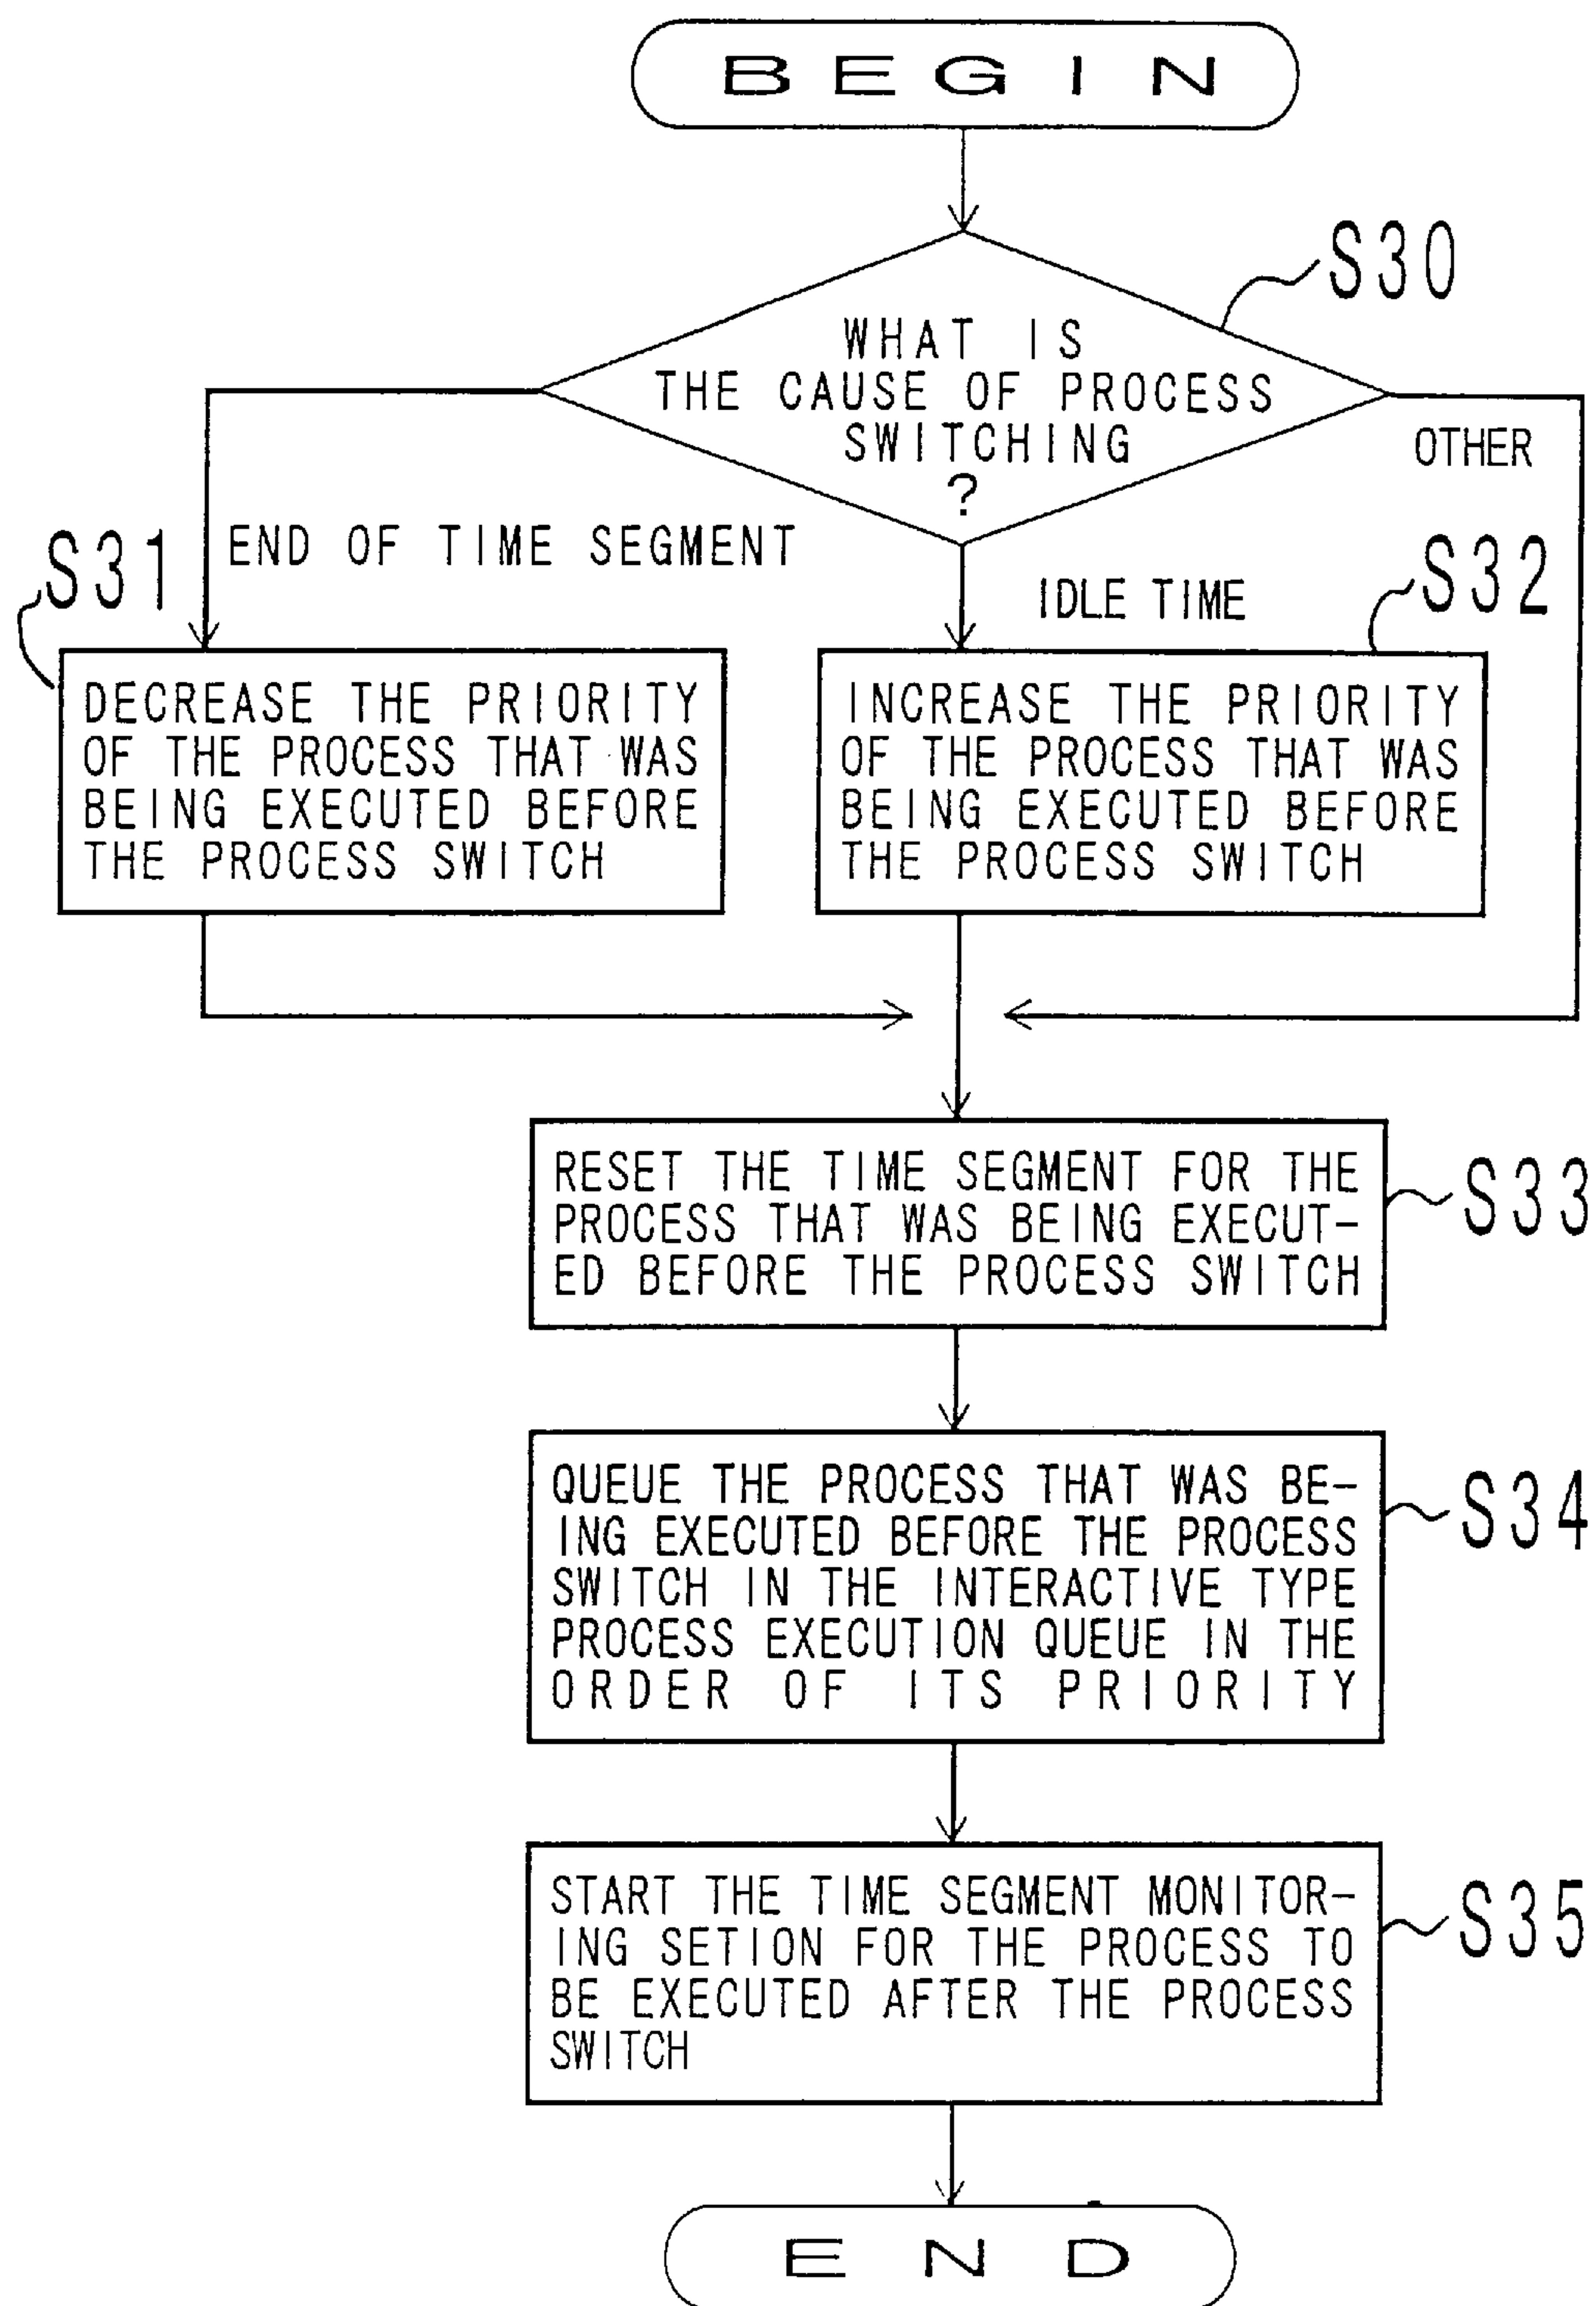 BEGIN
S30
WHAT IS
THE CAUSE OF PROCESS
SWITCHING
?
OTHER
S31
END OF TIME SEGMENT
IDLE TIME
S32
DECREASE THE PRIORITY
OF THE PROCESS THAT WAS
BEING EXECUTED BEFORE
THE PROCESS SWITCH
INCREASE THE PRIORITY
OF THE PROCESS THAT WAS
BEING EXECUTED BEFORE
THE PROCESS SWITCH
RESET THE TIME SEGMENT FOR THE
PROCESS THAT WAS BEING EXECUT-
ED BEFORE THE PROCESS SWITCH
S33
QUEUE THE PROCESS THAT WAS BE-
ING EXECUTED BEFORE THE PROCESS
SWITCH IN THE INTERACTIVE TYPE
PROCESS EXECUTION QUEUE IN THE
ORDER OF ITS PRIORITY
S34
START THE TIME SEGMENT MONITOR-
ING SETION FOR THE PROCESS TO
BE EXECUTED AFTER THE PROCESS
SWITCH
S35
END